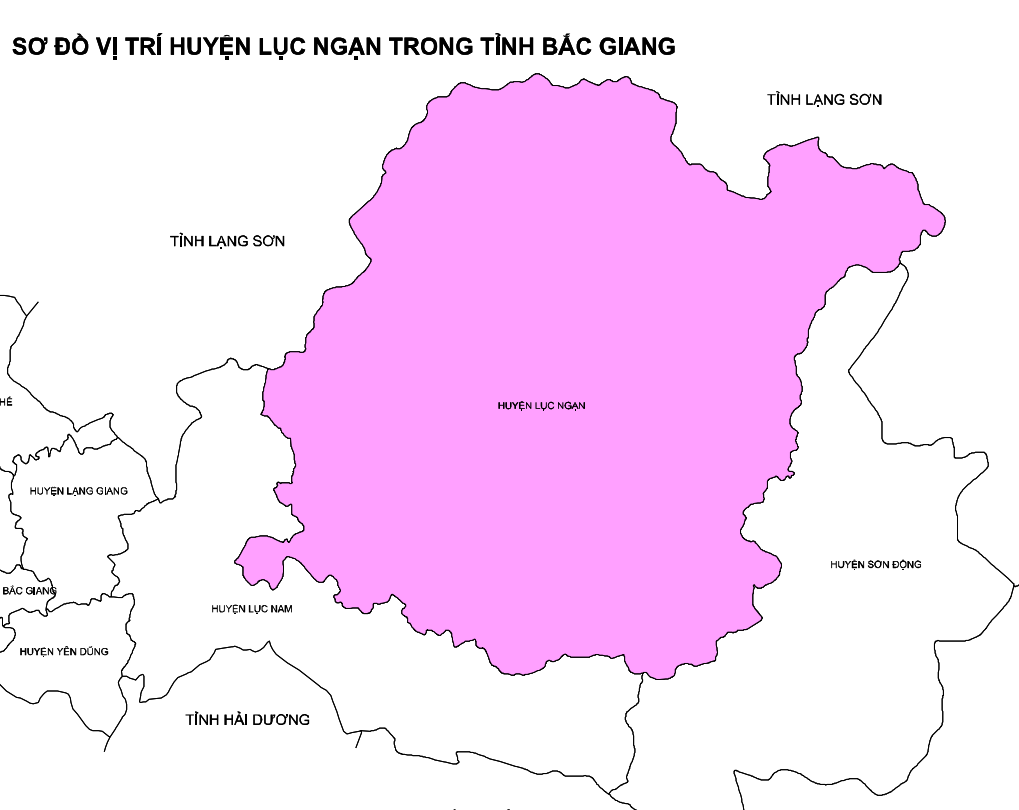 SƠ ĐỒ VỊ TRÍ HUYỆN LỤC NGẠN TRONG TỈNH BẮC GIANG
TỈNH LẠNG SƠN
TỈNH LẠNG SƠN
HẾ
HUYỆN LỤC NGẠN
HUYỆN LẠNG GIANG
HUYỆN SƠN ĐỘNG
BẮC GIANG
HUYỆN LỤC NAM
HUYỆN YÊN DŨNG
TỈNH HẢI DƯƠNG